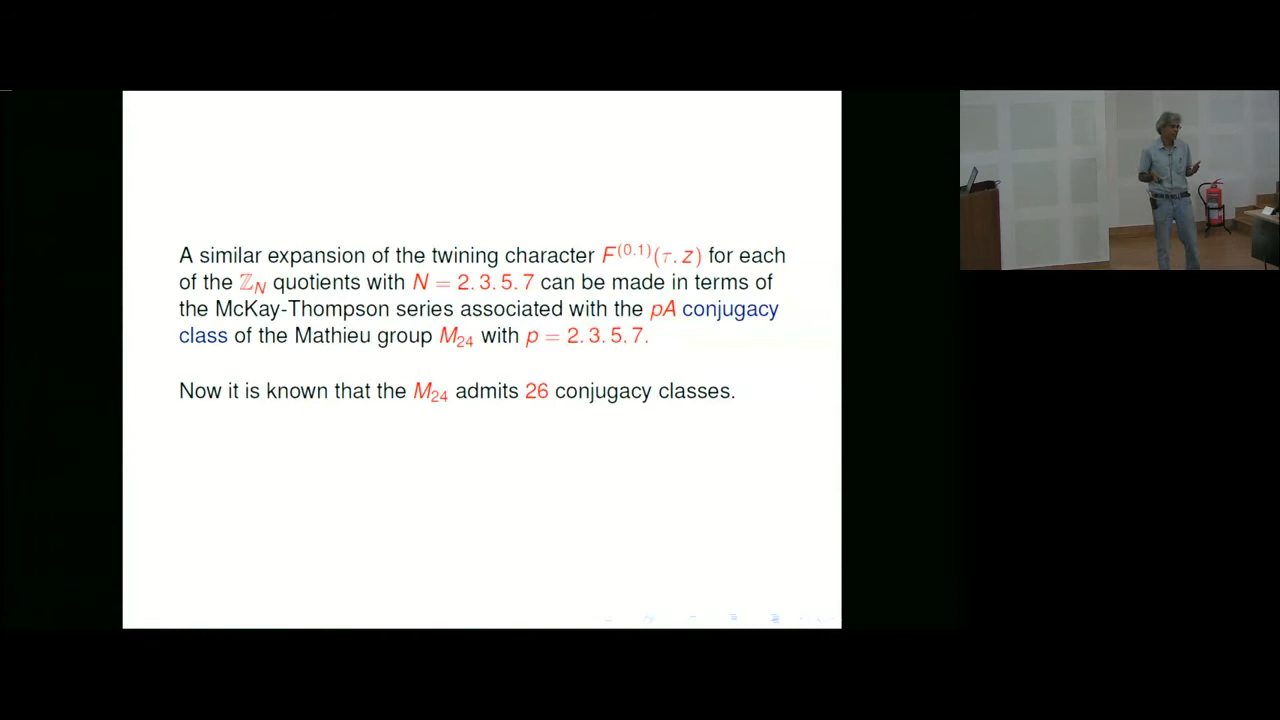 A similar expansion of the twining character F^(0.1)(τ. z) for each
of the ℤ_N quotients with N = 2. 3. 5. 7 can be made in terms of
the McKay-Thompson series associated with the pA conjugacy
class of the Mathieu group M_24 with p = 2. 3. 5. 7.
Now it is known that the M_24 admits 26 conjugacy classes.